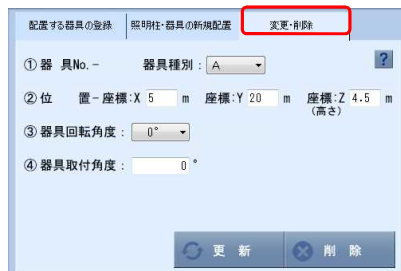 配置する器具の登録 照明柱・器具の新規配置 変更・削除
①器 具No. - 器具種別 : A ?
②位 置 - 座標:X 5 m 座標:Y 20 m 座標:Z 4.5 m
(高さ)
③器具回転角度 : 0°
④器具取付角度 : 0 °
更 新 削 除